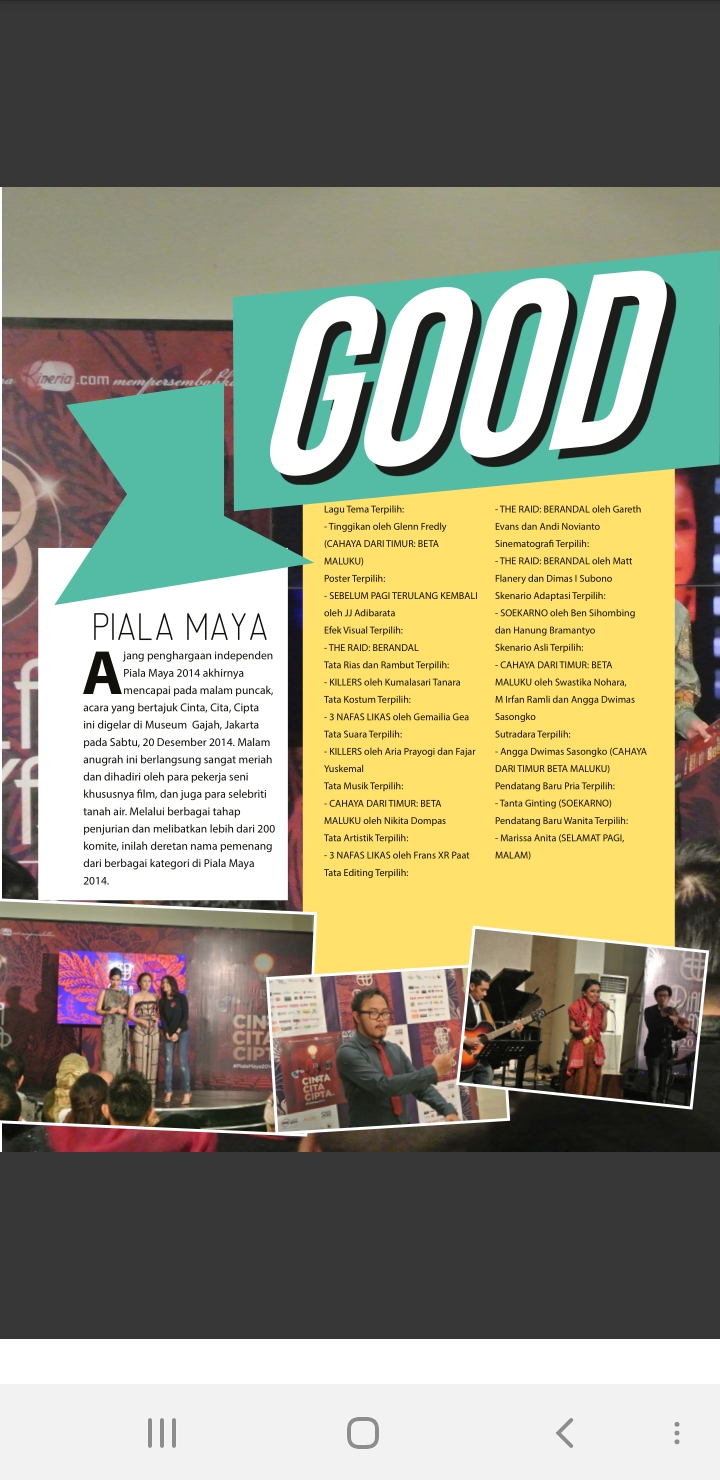 neria.com mempersembahk
GOOD
PIALA MAYA
Ajang penghargaan independen
Piala Maya 2014 akhirnya
mencapai pada malam puncak,
acara yang bertajuk Cinta, Cita, Cipta
ini digelar di Museum Gajah, Jakarta
pada Sabtu, 20 Desember 2014. Malam
anugrah ini berlangsung sangat meriah
dan dihadiri oleh para pekerja seni
khususnya film, dan juga para selebriti
tanah air. Melalui berbagai tahap
penjurian dan melibatkan lebih dari 200
komite, inilah deretan nama pemenang
dari berbagai kategori di Piala Maya
2014.
Lagu Tema Terpilih:
- Tinggikan oleh Glenn Fredly
(CAHAYA DARI TIMUR: BETA
MALUKU)
Poster Terpilih:
- SEBELUM PAGI TERULANG KEMBALI
oleh JJ Adibarata
Efek Visual Terpilih:
- THE RAID: BERANDAL
Tata Rias dan Rambut Terpilih:
- KILLERS oleh Kumalasari Tanara
Tata Kostum Terpilih:
- 3 NAFAS LIKAS oleh Gemailia Gea
Tata Suara Terpilih:
- KILLERS oleh Aria Prayogi dan Fajar
Yuskemal
Tata Musik Terpilih:
- CAHAYA DARI TIMUR: BETA
MALUKU oleh Nikita Dompas
Tata Artistik Terpilih:
- 3 NAFAS LIKAS oleh Frans XR Paat
Tata Editing Terpilih:
- THE RAID: BERANDAL oleh Gareth
Evans dan Andi Novianto
Sinematografi Terpilih:
- THE RAID: BERANDAL oleh Matt
Flanery dan Dimas I Subono
Skenario Adaptasi Terpilih:
- SOEKARNO oleh Ben Sihombing
dan Hanung Bramantyo
Skenario Asli Terpilih:
- CAHAYA DARI TIMUR: BETA
MALUKU oleh Swastika Nohara,
M Irfan Ramli dan Angga Dwimas
Sasongko
Sutradara Terpilih:
- Angga Dwimas Sasongko (CAHAYA
DARI TIMUR BETA MALUKU)
Pendatang Baru Pria Terpilih:
- Tanta Ginting (SOEKARNO)
Pendatang Baru Wanita Terpilih:
- Marissa Anita (SELAMAT PAGI,
MALAM)
CIN
CITA
CIPT
CINTA
CITA
CIPTA.